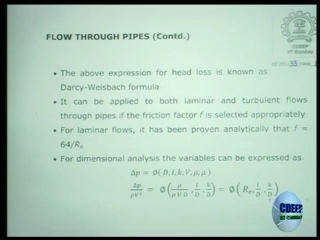 FLOW THROUGH PIPES (Contd.)
• The above expression for head loss is known as
Darcy-Weisbach formula
• It can be applied to both laminar and turbulent flows
through pipes if the friction factor f is selected appropriately
• For laminar flows, it has been proven analytically that f =
64/Rₑ
• For dimensional analysis the variables can be expressed as
Δp = Ø( D, l, k, V, ρ, μ )
Δp/ρV² = Ø(μ/ρVD, l/D, k/D) = Ø(Rₑ, l/D, k/D)
CDEEP